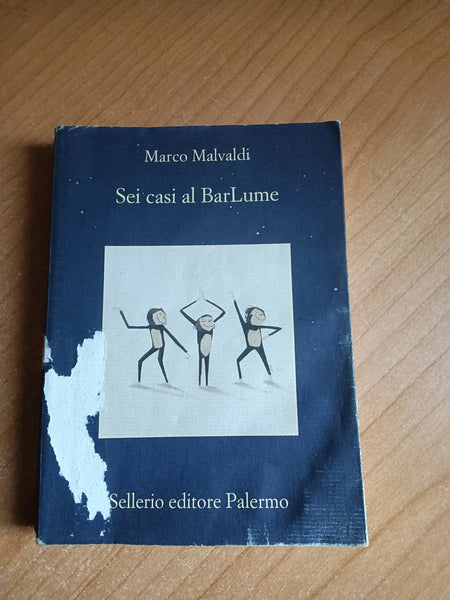 Marco Malvaldi
Sei casi al BarLume
Sellerio editore Palermo